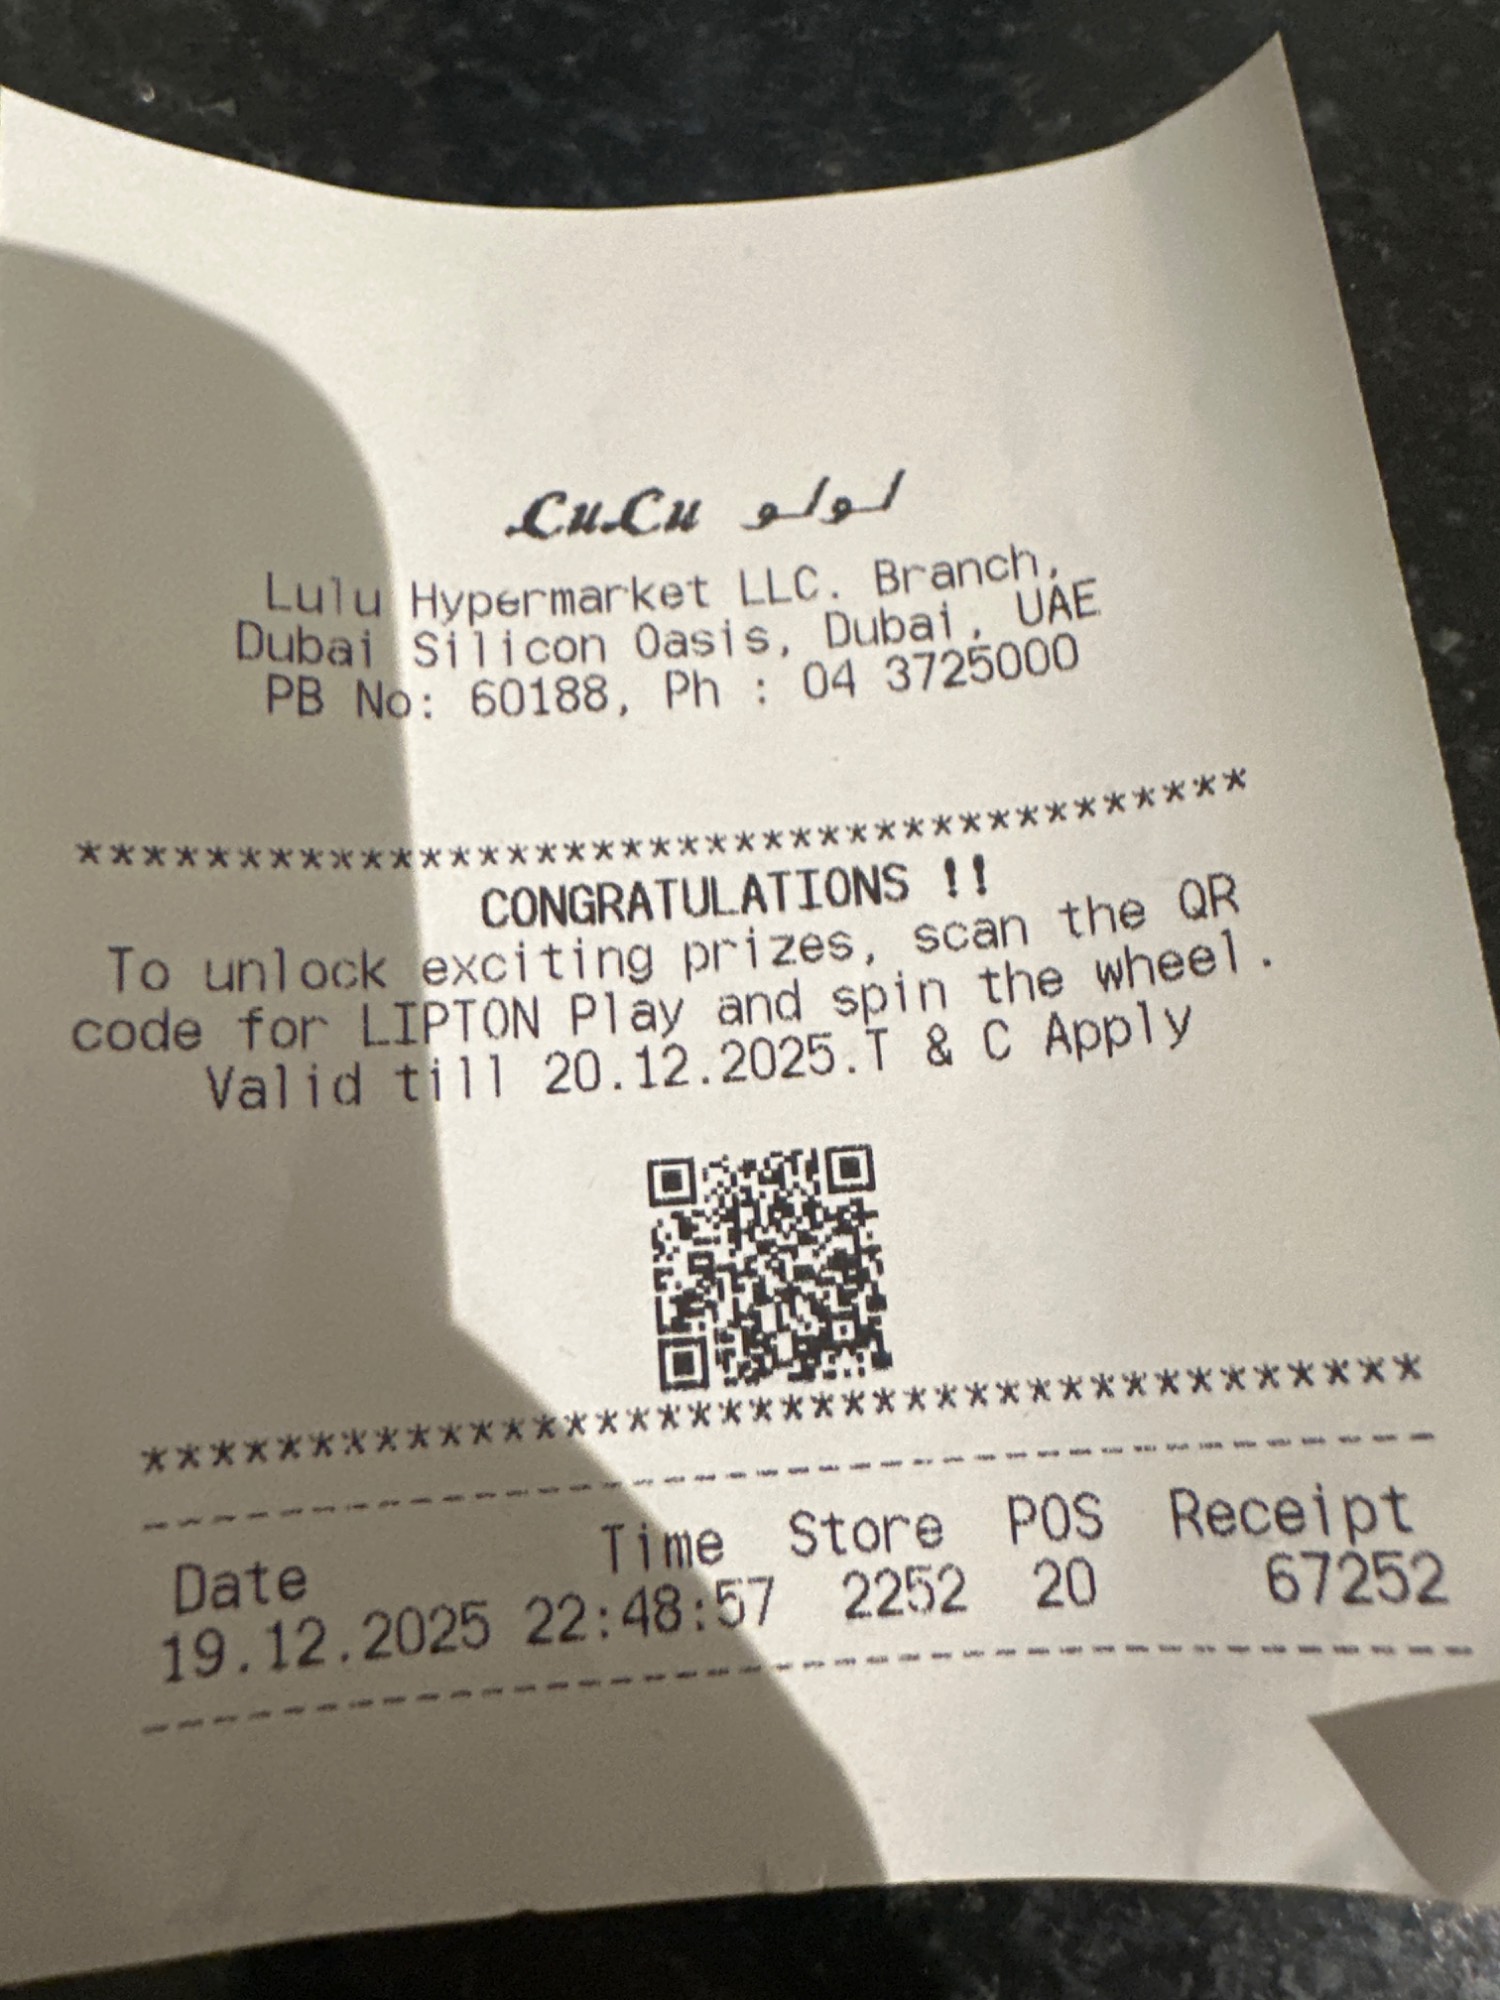 LuLu لولو
Lulu Hypermarket LLC. Branch,
Dubai Silicon Oasis, Dubai, UAE
PB No: 60188, Ph : 04 3725000
***************************************
CONGRATULATIONS !!
To unlock exciting prizes, scan the QR
code for LIPTON Play and spin the wheel.
Valid till 20.12.2025.T & C Apply
***************************************
----------------------------------------
Date Time Store POS Receipt
19.12.2025 22:48:57 2252 20 67252
----------------------------------------